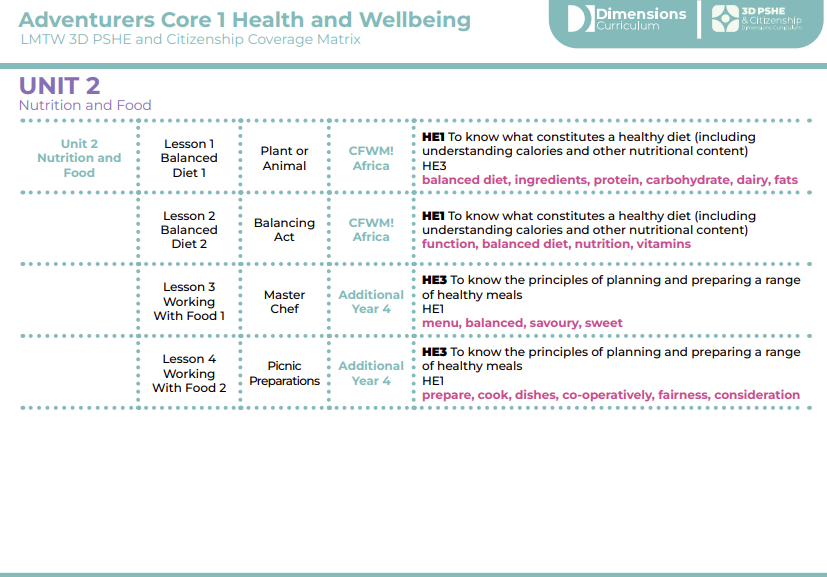 Adventurers Core 1 Health and Wellbeing
LMTW 3D PSHE and Citizenship Coverage Matrix
Dimensions
Curriculum
3D PSHE
& Citizenship
Dimensions Curriculum
UNIT 2
Nutrition and Food
Unit 2
Nutrition and
Food
Lesson 1
Balanced
Diet 1
Plant or
Animal
CFWM!
Africa
HE1 To know what constitutes a healthy diet (including
understanding calories and other nutritional content)
HE3
balanced diet, ingredients, protein, carbohydrate, dairy, fats
Lesson 2
Balanced
Diet 2
Balancing
Act
CFWM!
Africa
HE1 To know what constitutes a healthy diet (including
understanding calories and other nutritional content)
function, balanced diet, nutrition, vitamins
Lesson 3
Working
With Food 1
Master
Chef
Additional
Year 4
HE3 To know the principles of planning and preparing a range
of healthy meals
HE1
menu, balanced, savoury, sweet
Lesson 4
Working
With Food 2
Picnic
Preparations
Additional
Year 4
HE3 To know the principles of planning and preparing a range
of healthy meals
HE1
prepare, cook, dishes, co-operatively, fairness, consideration